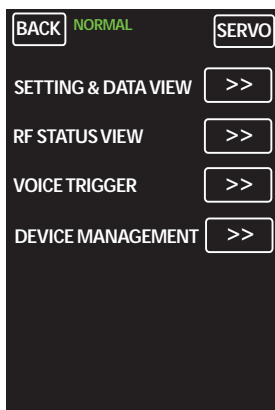 BACK NORMAL SERVO
SETTING & DATA VIEW >>
RF STATUS VIEW >>
VOICE TRIGGER >>
DEVICE MANAGEMENT >>